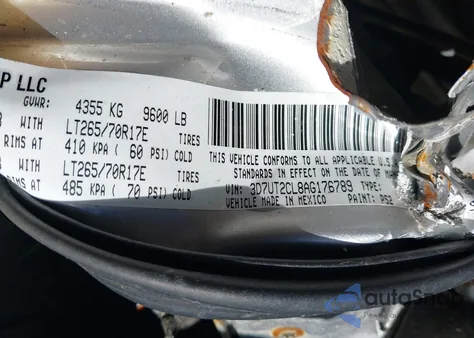 P LLC
GVWR: 4355 KG 9600 LB
WITH LT265/70R17E TIRES
RIMS AT 410 KPA ( 60 PSI) COLD
WITH LT265/70R17E TIRES
RIMS AT 485 KPA ( 70 PSI) COLD
THIS VEHICLE CONFORMS TO ALL APPLICABLE
STANDARDS IN EFFECT ON THE DATE OF
VIN: 3D7UT2CL8AG176789 TYPE:
VEHICLE MADE IN MEXICO PAINT: PS2